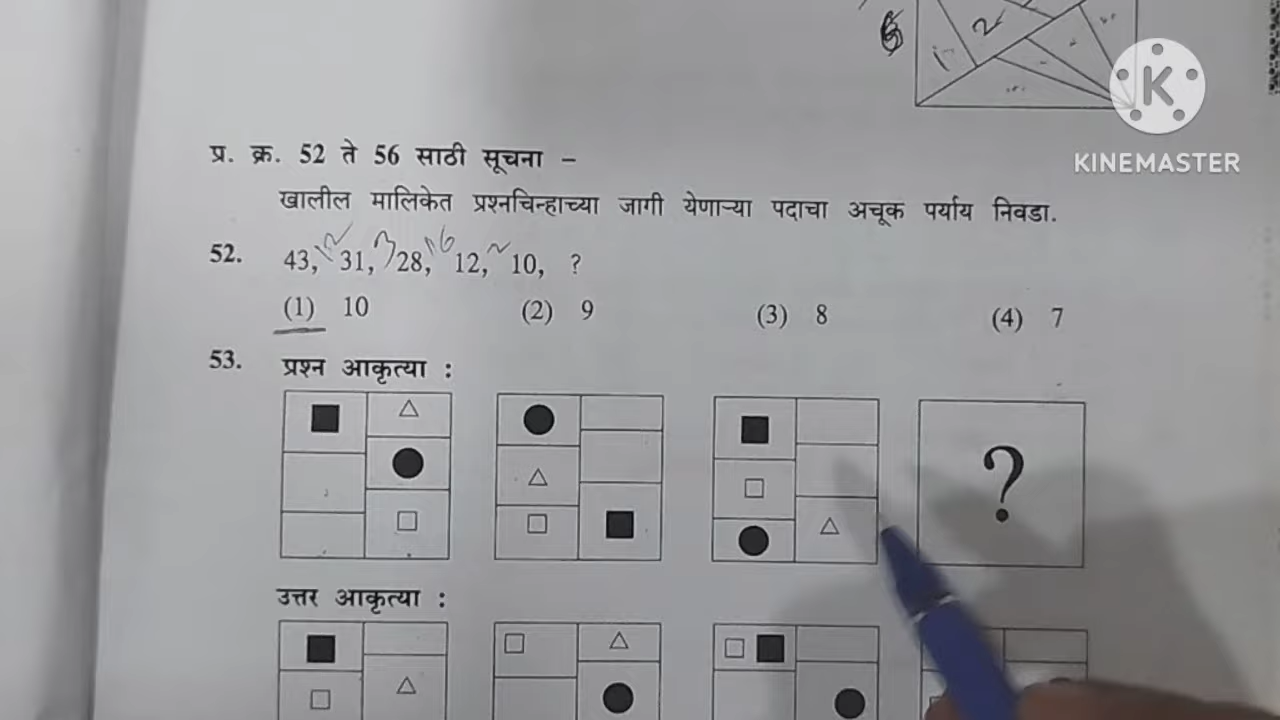 KINEMASTER
प्र. क्र. 52 ते 56 साठी सूचना –
खालील मालिकेत प्रश्नचिन्हाच्या जागी येणाऱ्या पदाचा अचूक पर्याय निवडा.
52. 43, 31, 28, 12, 10, ?
(1) 10 (2) 9 (3) 8 (4) 7
53. प्रश्न आकृत्या :
?
उत्तर आकृत्या :